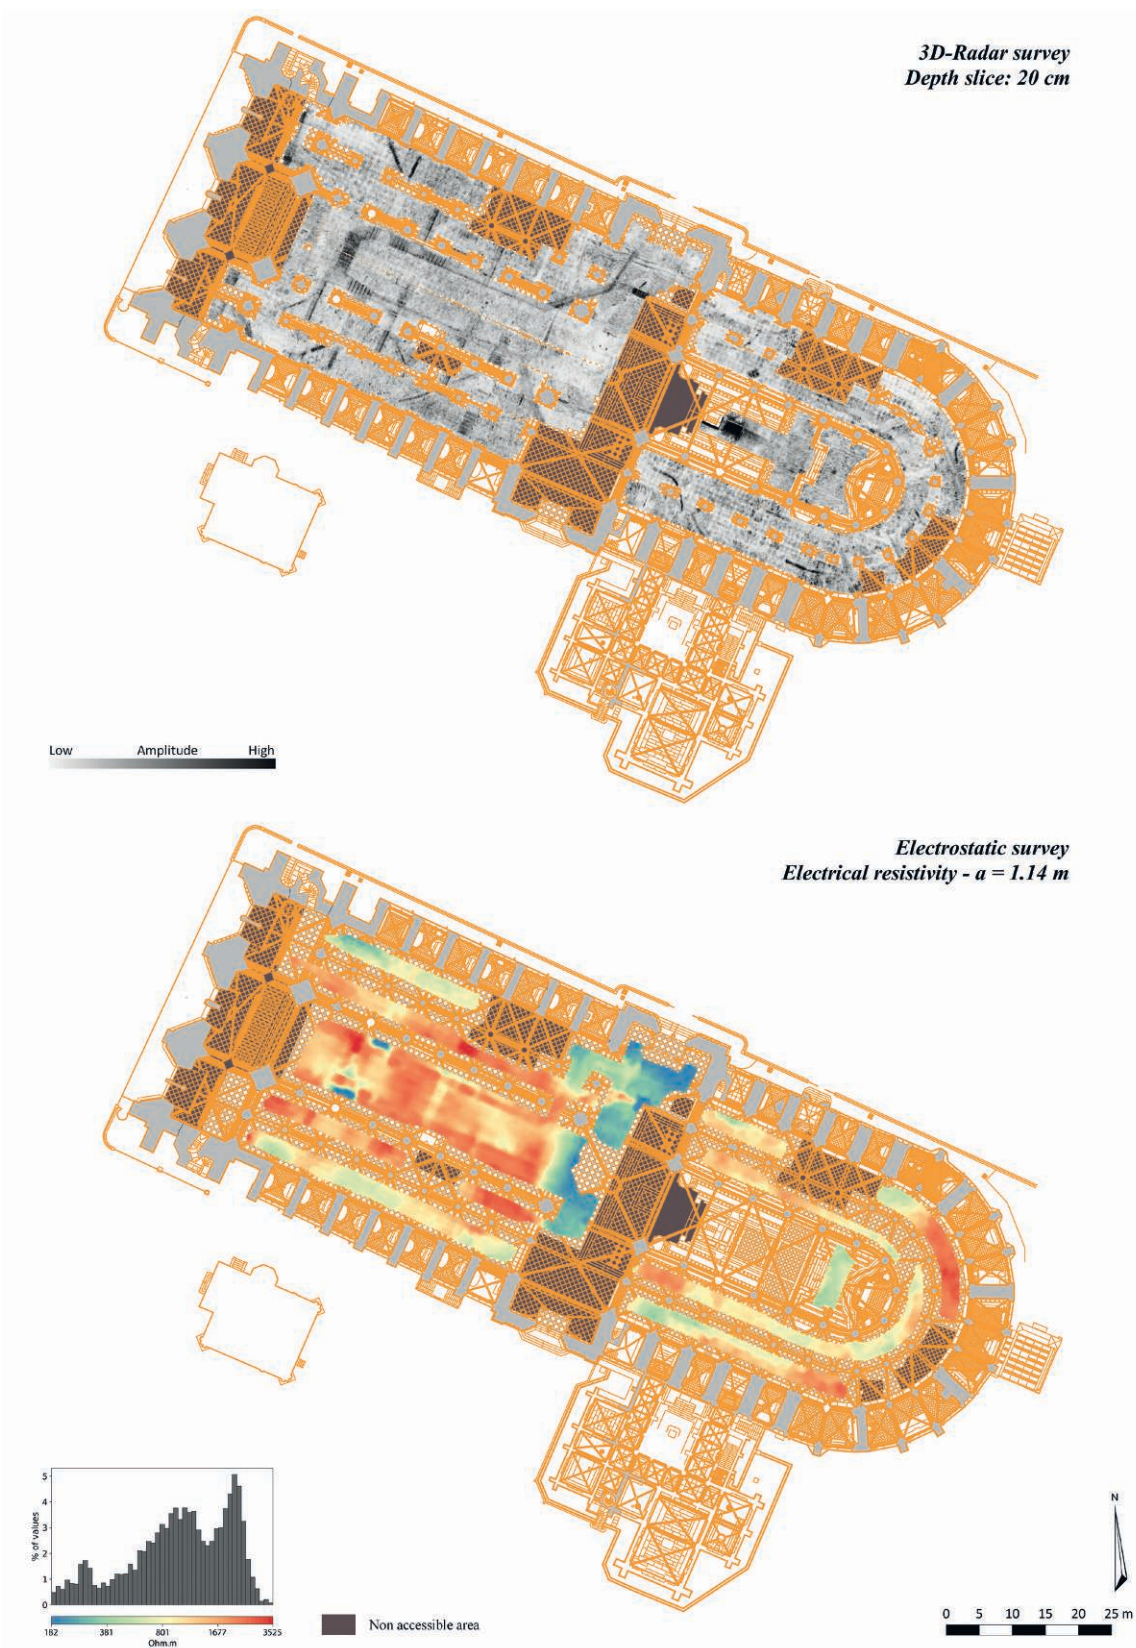 3D-Radar survey
Depth slice: 20 cm
Low Amplitude High
Electrostatic survey
Electrical resistivity - a = 1.14 m
5
4
3
2
1
0
% of values
182 381 801 1677 3525
Ohm.m
Non accessible area
N
0 5 10 15 20 25 m